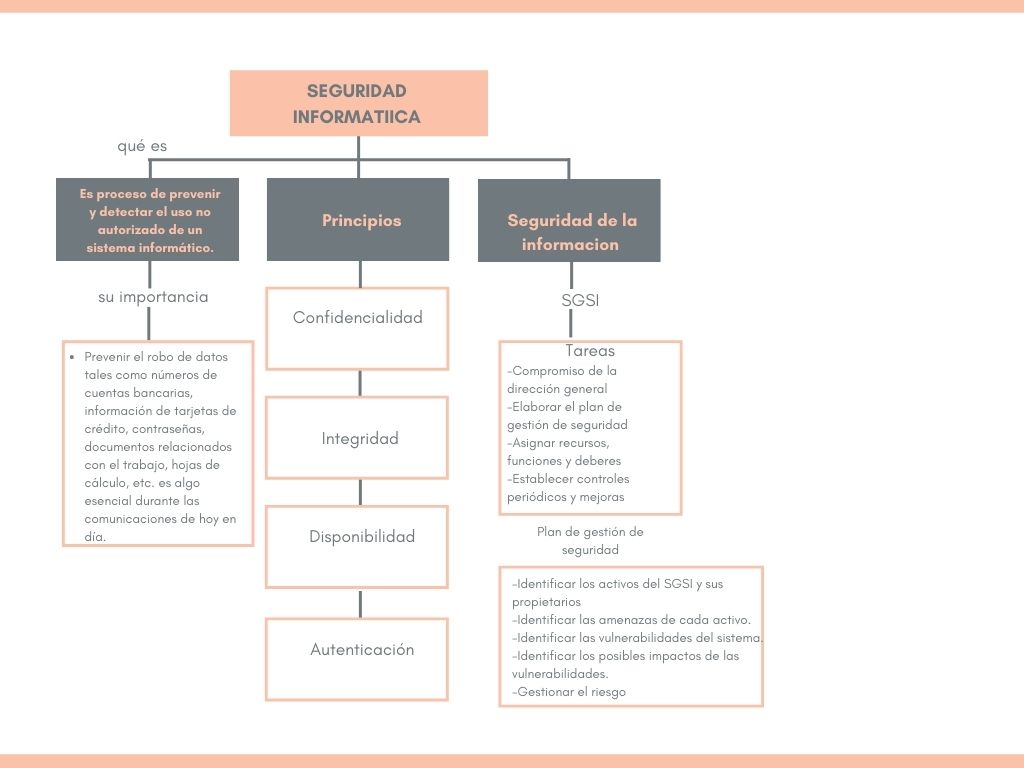 SEGURIDAD
INFORMATIICA
qué es
Es proceso de prevenir
y detectar el uso no
autorizado de un
sistema informático.
su importancia
• Prevenir el robo de datos
tales como números de
cuentas bancarias,
información de tarjetas de
crédito, contraseñas,
documentos relacionados
con el trabajo, hojas de
cálculo, etc. es algo
esencial durante las
comunicaciones de hoy en
día.
Principios
Confidencialidad
Integridad
Disponibilidad
Autenticación
Seguridad de la
informacion
SGSI
Tareas
-Compromiso de la
dirección general
-Elaborar el plan de
gestión de seguridad
-Asignar recursos,
funciones y deberes
-Establecer controles
periódicos y mejoras
Plan de gestión de
seguridad
-Identificar los activos del SGSI y sus
propietarios
-Identificar las amenazas de cada activo.
-Identificar las vulnerabilidades del sistema.
-Identificar los posibles impactos de las
vulnerabilidades.
-Gestionar el riesgo